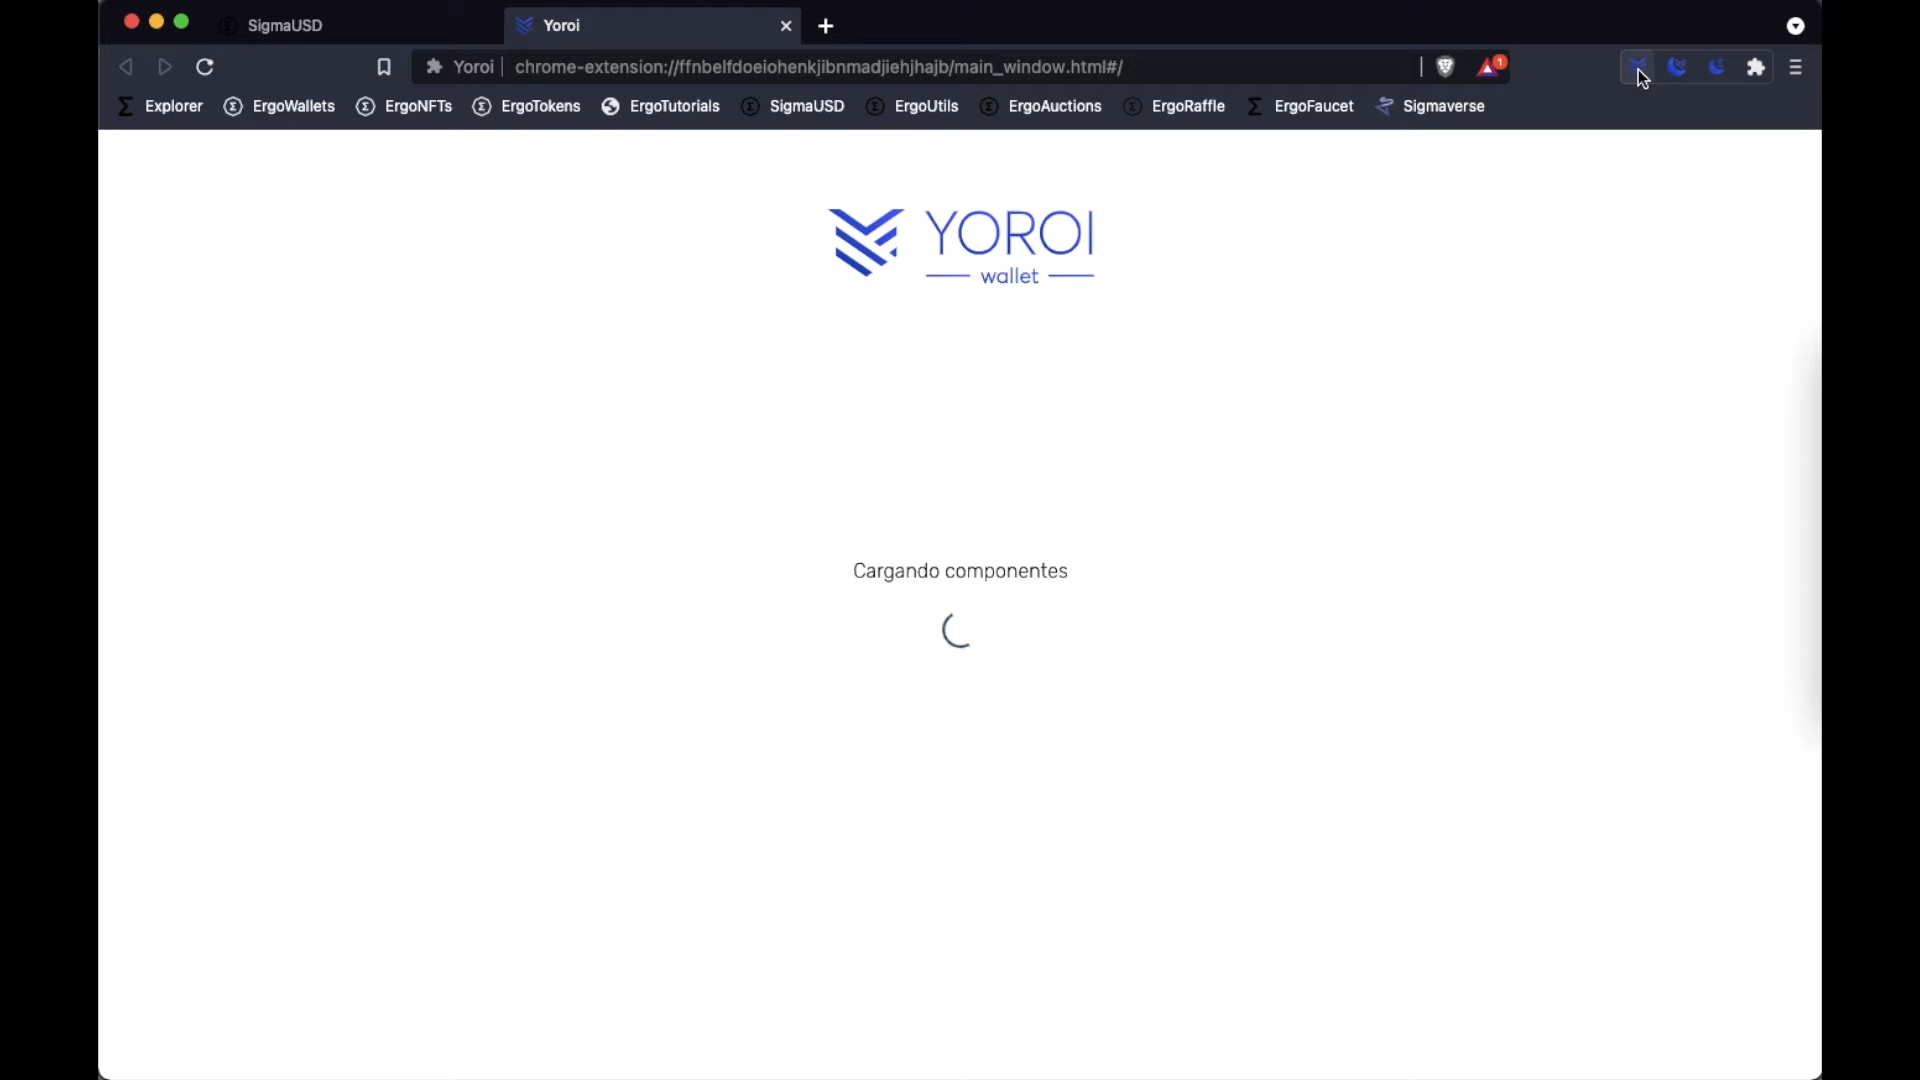 SigmaUSD
Yoroi
Yoroi | chrome-extension://ffnbelfdoeiohenkjibnmadjiehjhajb/main_window.html#/
1
Explorer ErgoWallets ErgoNFTs ErgoTokens ErgoTutorials SigmaUSD ErgoUtils ErgoAuctions ErgoRaffle ErgoFaucet Sigmaverse
YOROI
wallet
Cargando componentes